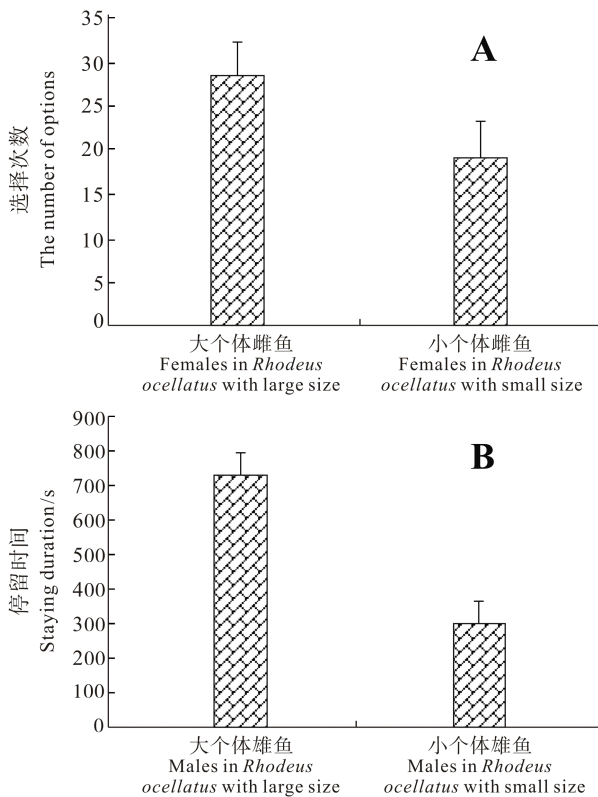 35
30
25
20
15
10
5
0
选择次数
The number of options
A
大个体雌鱼
Females in Rhodeus
ocellatus with large size
小个体雌鱼
Females in Rhodeus
ocellatus with small size
900
800
700
600
500
400
300
200
100
0
停留时间
Staying duration/s
B
大个体雄鱼
Males in Rhodeus
ocellatus with large size
小个体雄鱼
Males in Rhodeus
ocellatus with small size